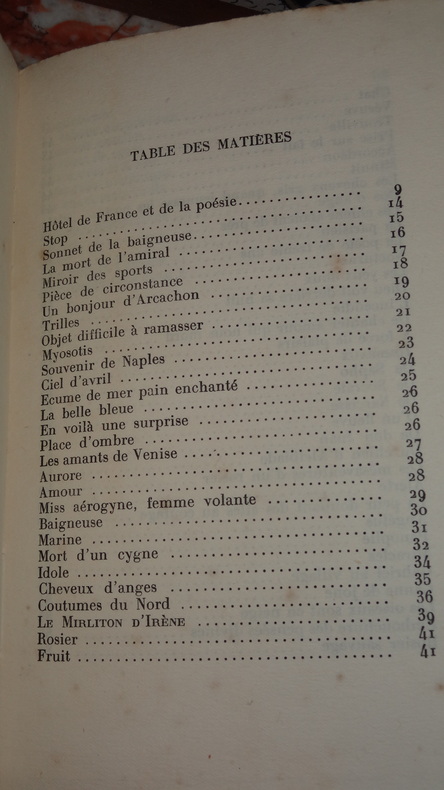 TABLE DES MATIÈRES
Hôtel de France et de la poésie. 9
Stop 14
Sonnet de la baigneuse. 15
La mort de l'amiral 16
Miroir des sports 17
Pièce de circonstance 18
Un bonjour d'Arcachon 19
Trilles 20
Objet difficile à ramasser 21
Myosotis 22
Souvenir de Naples 23
Ciel d'avril 24
Ecume de mer pain enchanté 25
La belle bleue 26
En voilà une surprise 26
Place d'ombre 26
Les amants de Venise 27
Aurore 28
Amour 28
Miss aérogyne, femme volante 29
Baigneuse 30
Marine 31
Mort d'un cygne 32
Idole 34
Cheveux d'anges 35
Coutumes du Nord 36
LE MIRLITON D'IRÈNE 39
Rosier 41
Fruit 41